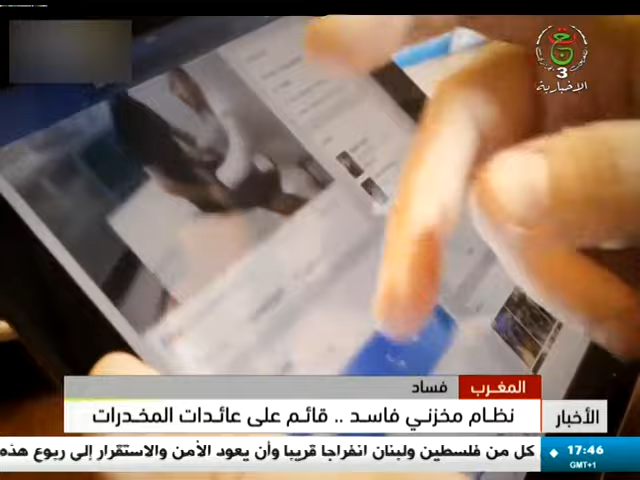 3
الإخبارية
المغرب
فساد
الأخبار
نظام مخزني فاسد .. قائم على عائدات المخدرات
17:46
GMT+1
كل من فلسطين ولبنان انفراجا قريبا وأن يعود الأمن والاستقرار إلى ربوع هذه